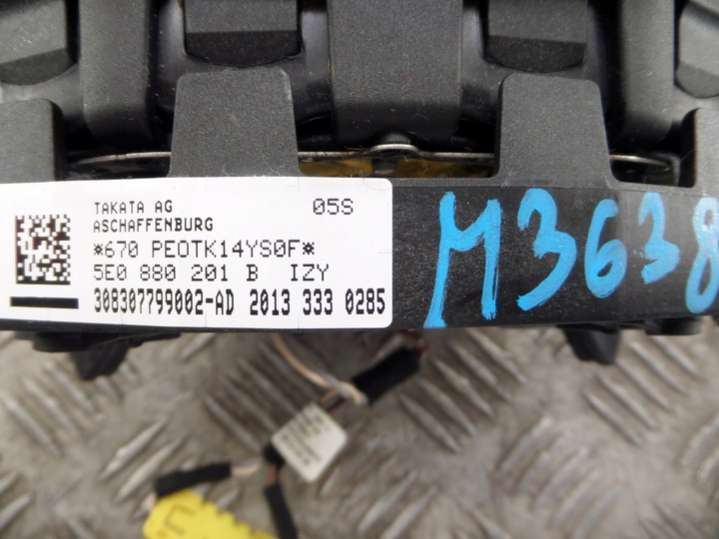 TAKATA AG 05S
ASCHAFFENBURG
*670 PEOTK14YS0F*
5E0 880 201 B IZY
308307799002-AD 2013 333 0285
M3638